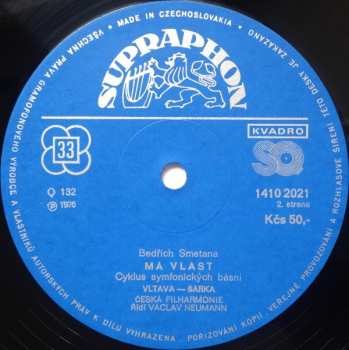 MADE IN CZECHOSLOVAKIA • VŠECHNA PRÁVA GRAMOFONOVÉHO VÝROBCE A VLASTNÍKŮ AUTORSKÝCH PRÁV K DÍLU VYHRAZENA. POŘIZOVÁNÍ KOPIÍ, VEŘEJNÉ PROVOZOVÁNÍ A ROZHLASOVÉ ŠÍŘENÍ TÉTO DESKY JE ZAKÁZÁNO
SUPRAPHON
33
KVADRO
SQ
Q 132
℗ 1976
1410 2021
2. strana
Kčs 50,-
Bedřich Smetana
MÁ VLAST
Cyklus symfonických básní
VLTAVA — ŠÁRKA
ČESKÁ FILHARMONIE
Řídí VÁCLAV NEUMANN